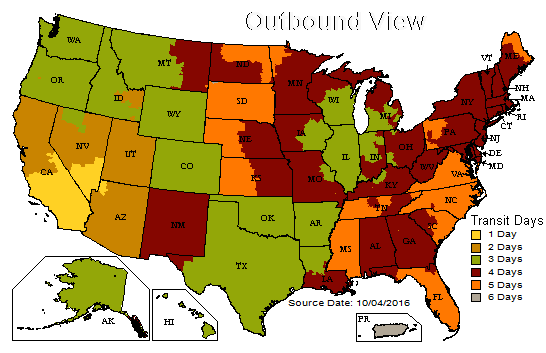 Outbound View
WA
OR
MT
ID
WY
ND
SD
NE
KS
MN
IA
WI
MI
NV
UT
CA
CO
AZ
NM
OK
TX
MO
AR
LA
IL
IN
OH
KY
TN
MS
AL
GA
FL
SC
NC
VA
WV
PA
NY
VT
ME
NH
MA
RI
CT
NJ
DE
MD
AK
HI
PR
Transit Days
1 Day
2 Days
3 Days
4 Days
5 Days
6 Days
Source Date: 10/04/2016